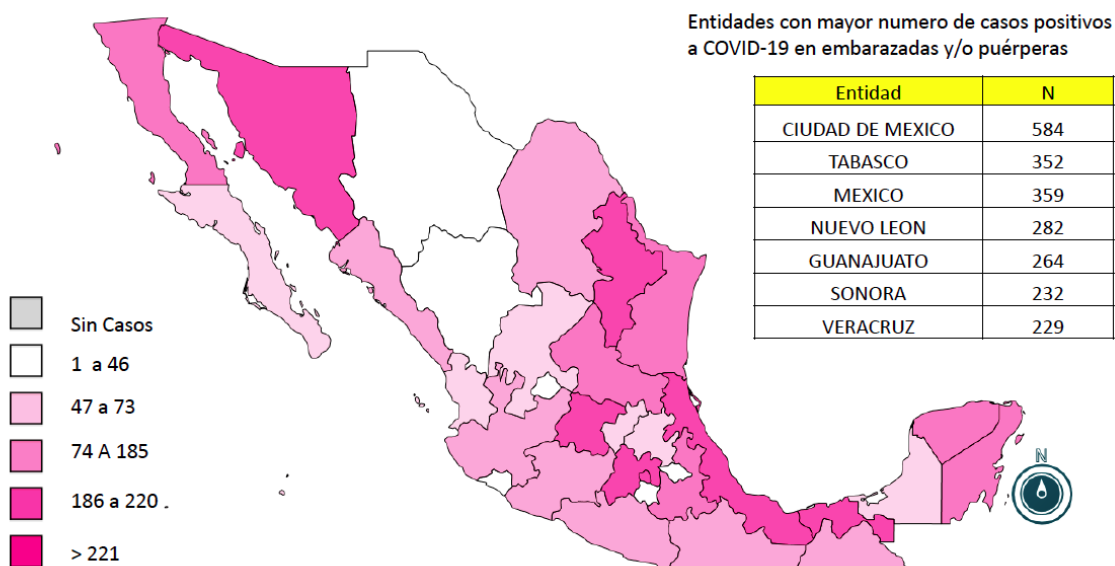 Entidades con mayor numero de casos positivos
a COVID-19 en embarazadas y/o puérperas
Entidad N
CIUDAD DE MEXICO 584
TABASCO 352
MEXICO 359
NUEVO LEON 282
GUANAJUATO 264
SONORA 232
VERACRUZ 229
Sin Casos
1 a 46
47 a 73
74 A 185
186 a 220 .
> 221
N